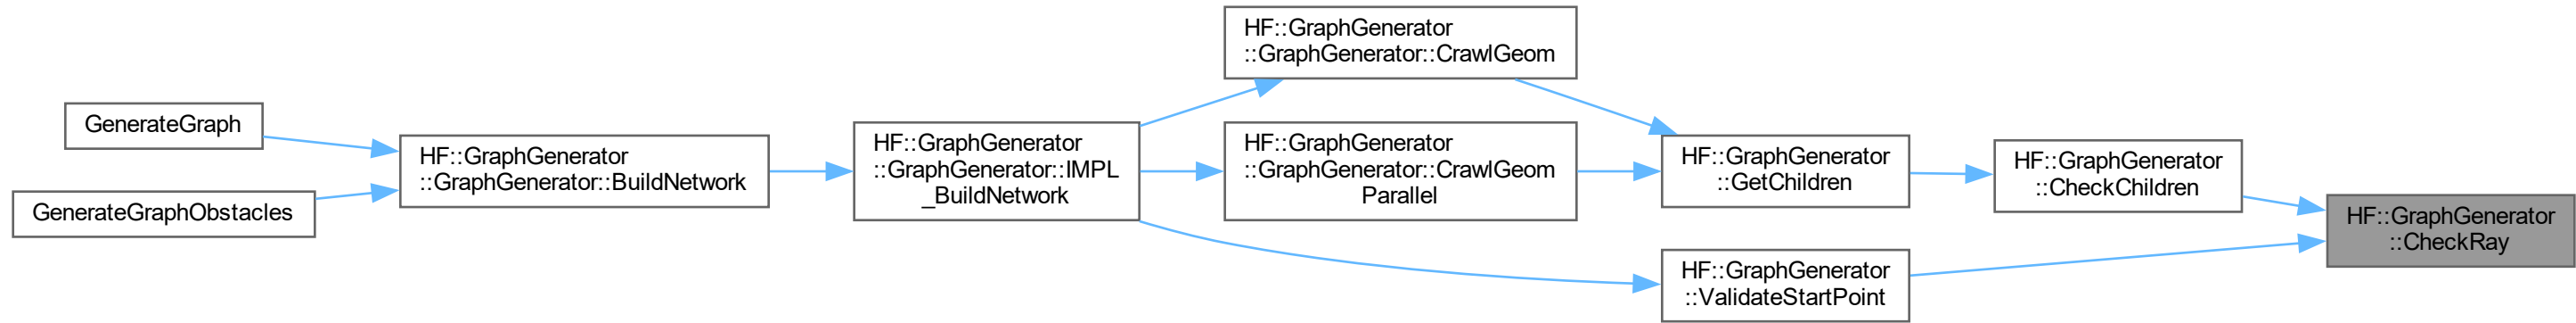 GenerateGraph
GenerateGraphObstacles
HF::GraphGenerator
::GraphGenerator::BuildNetwork
HF::GraphGenerator
::GraphGenerator::IMPL
_BuildNetwork
HF::GraphGenerator
::GraphGenerator::CrawlGeom
HF::GraphGenerator
::GraphGenerator::CrawlGeom
Parallel
HF::GraphGenerator
::GetChildren
HF::GraphGenerator
::ValidateStartPoint
HF::GraphGenerator
::CheckChildren
HF::GraphGenerator
::CheckRay